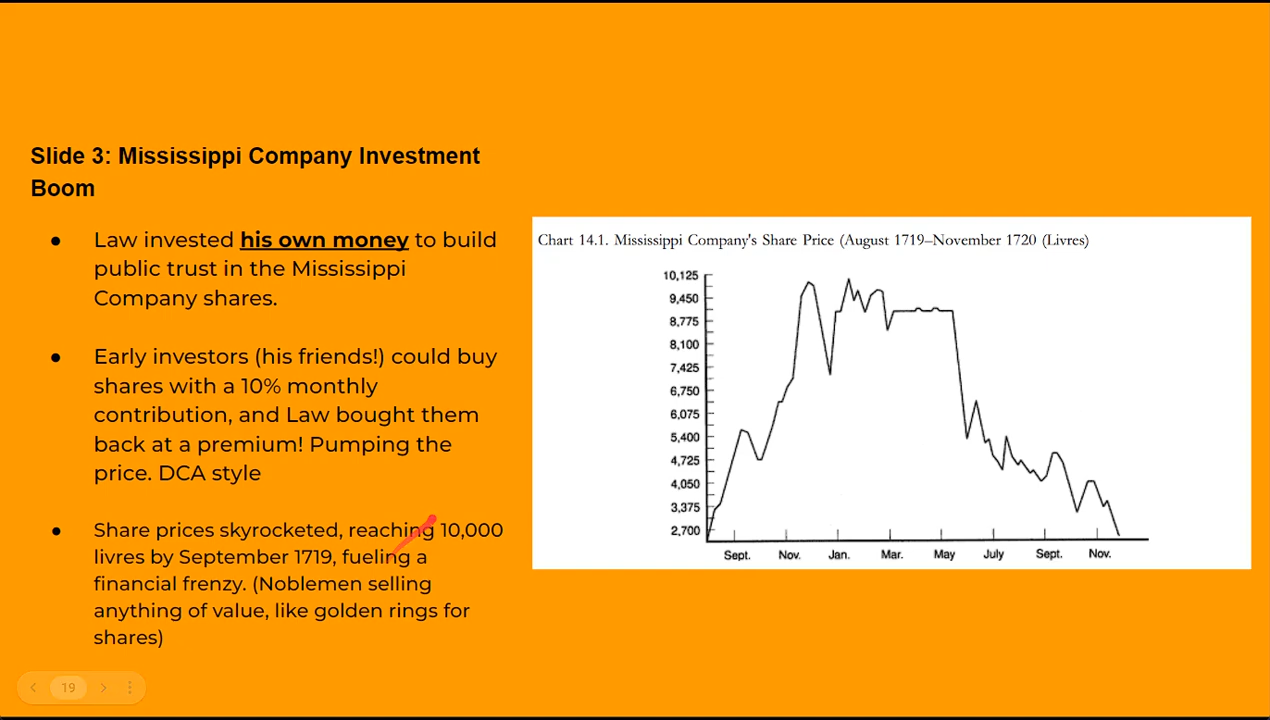 Slide 3: Mississippi Company Investment
Boom
● Law invested his own money to build
public trust in the Mississippi
Company shares.
● Early investors (his friends!) could buy
shares with a 10% monthly
contribution, and Law bought them
back at a premium! Pumping the
price. DCA style
● Share prices skyrocketed, reaching 10,000
livres by September 1719, fueling a
financial frenzy. (Noblemen selling
anything of value, like golden rings for
shares)
Chart 14.1. Mississippi Company's Share Price (August 1719–November 1720 (Livres)
10,125
9,450
8,775
8,100
7,425
6,750
6,075
5,400
4,725
4,050
3,375
2,700
Sept. Nov. Jan. Mar. May July Sept. Nov.
19